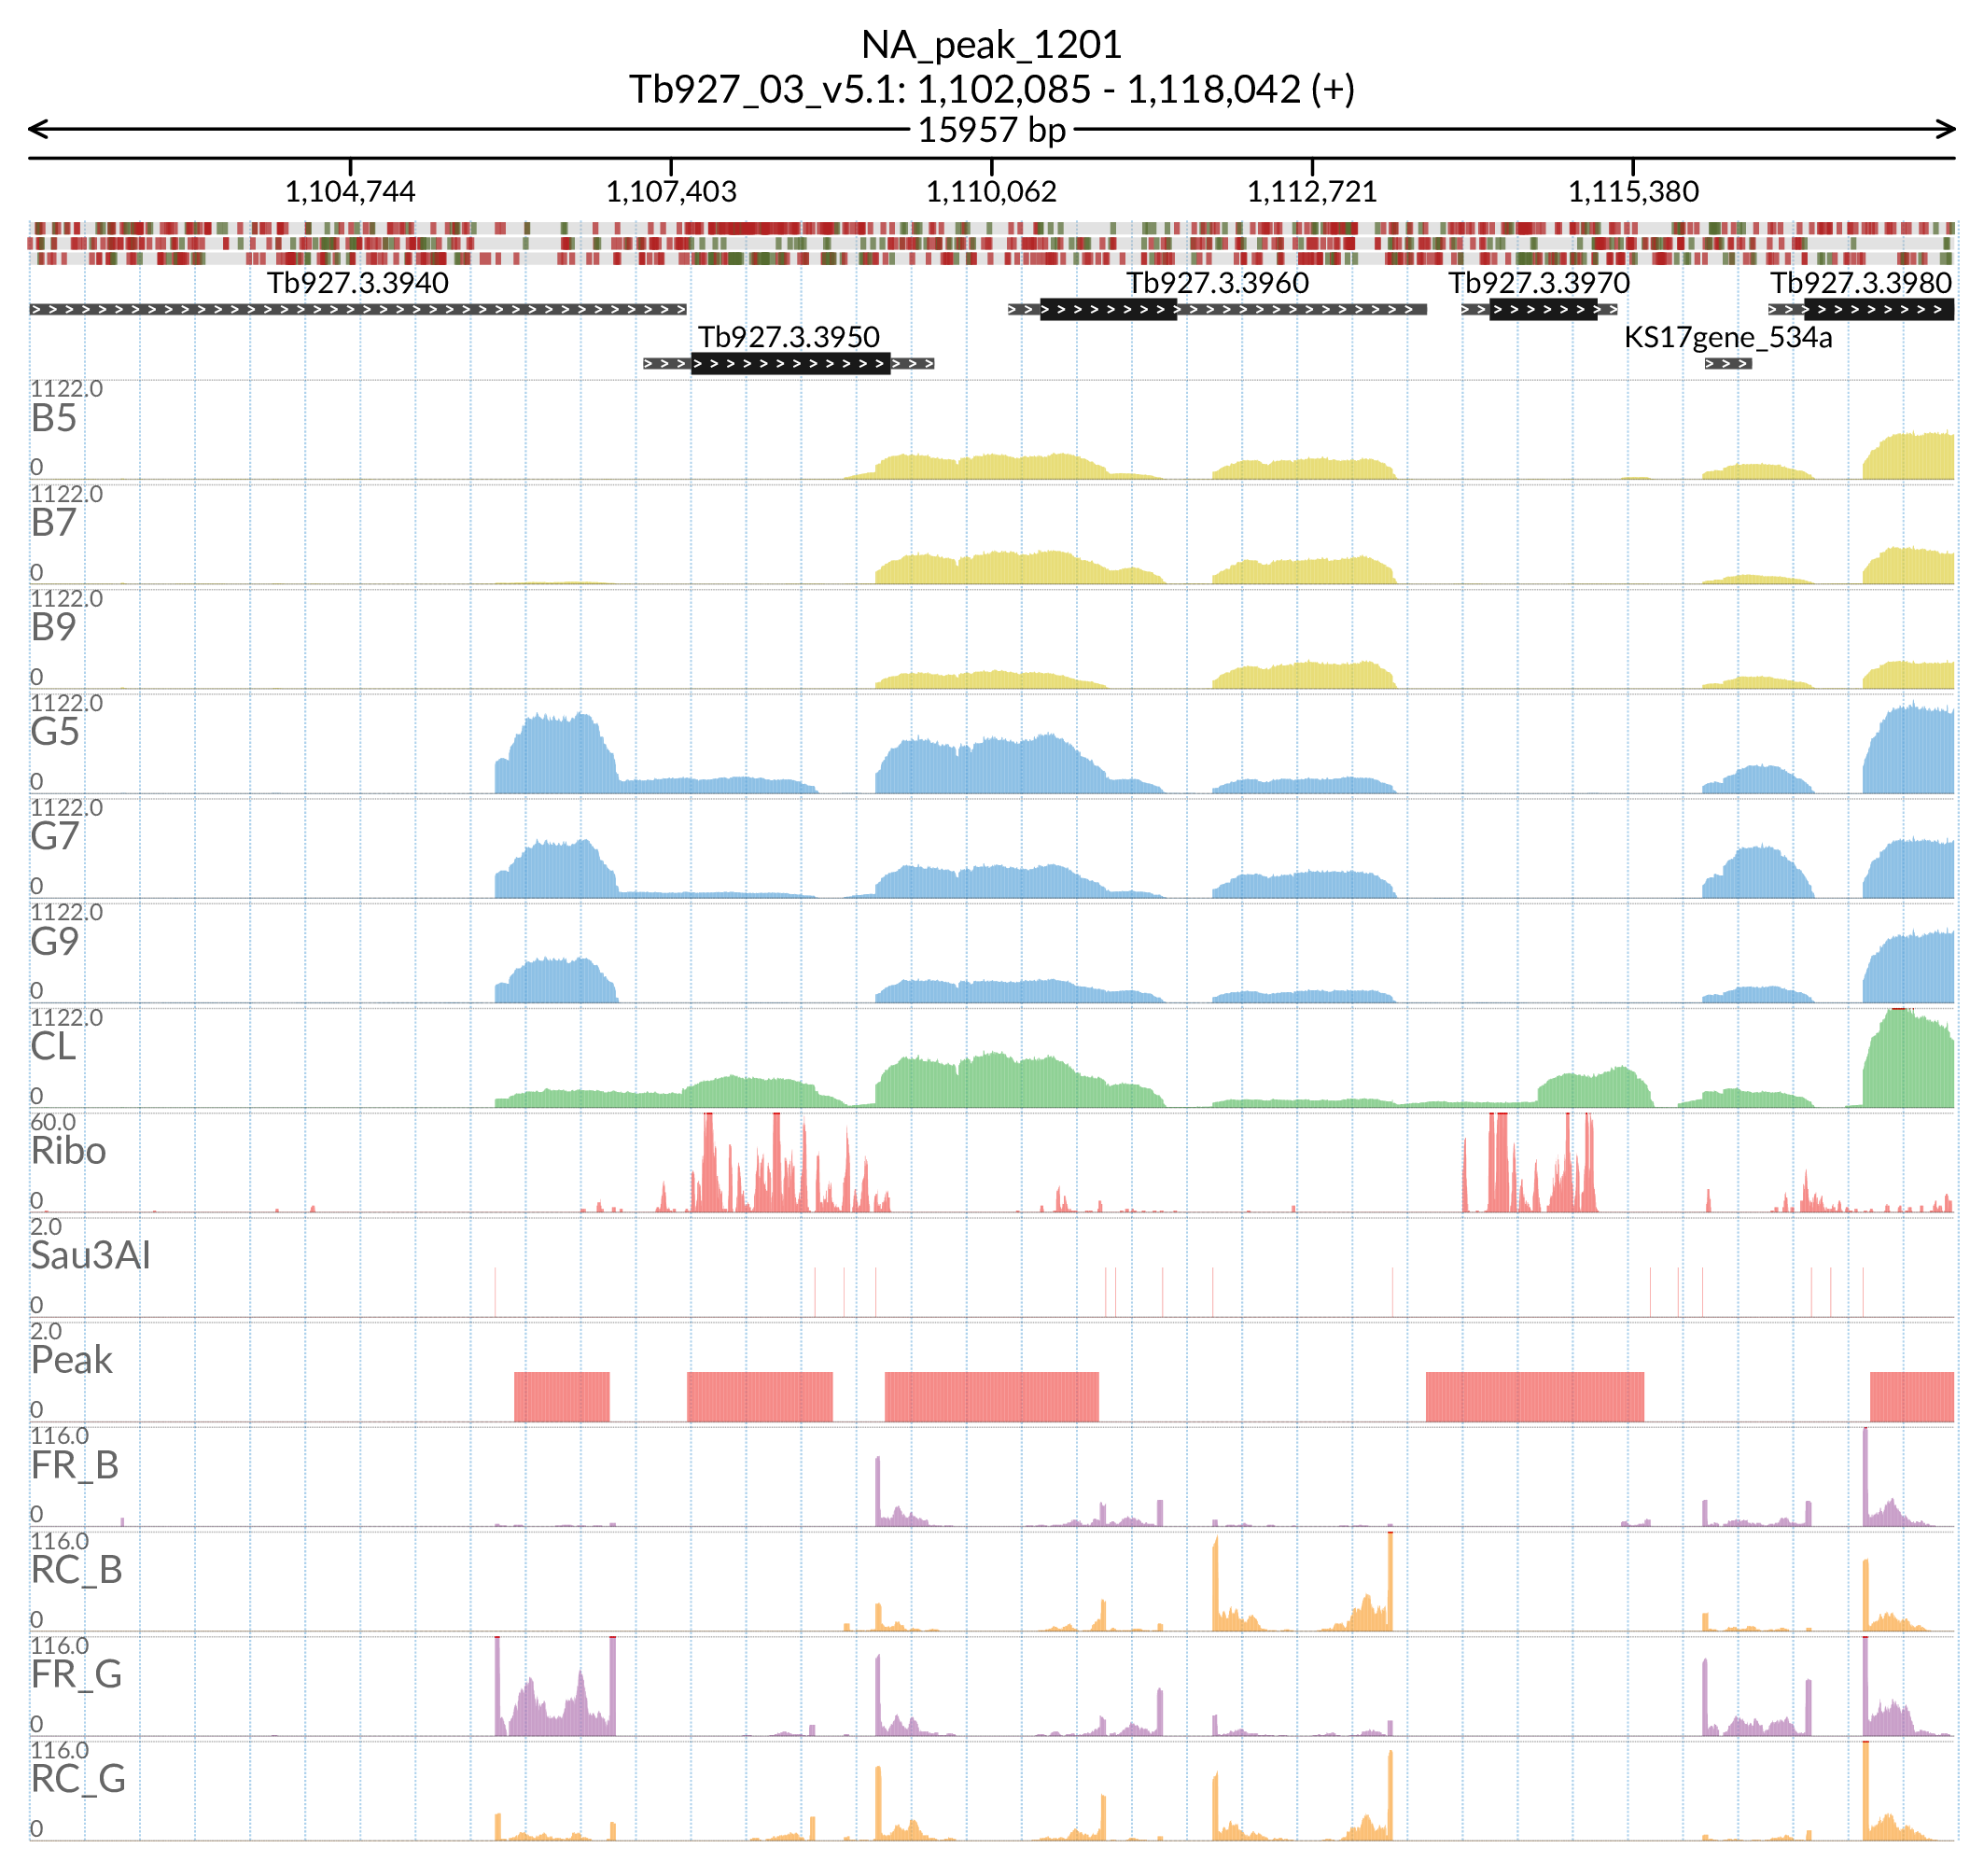 NA_peak_1201
Tb927_03_v5.1: 1,102,085 - 1,118,042 (+)
15957 bp
1,104,744 1,107,403 1,110,062 1,112,721 1,115,380
Tb927.3.3940 Tb927.3.3960 Tb927.3.3970 Tb927.3.3980
Tb927.3.3950 KS17gene_534a
1122.0
B5
0
1122.0
B7
0
1122.0
B9
0
1122.0
G5
0
1122.0
G7
0
1122.0
G9
0
1122.0
CL
0
60.0
Ribo
0
2.0
Sau3AI
0
2.0
Peak
0
116.0
FR_B
0
116.0
RC_B
0
116.0
FR_G
0
116.0
RC_G
0